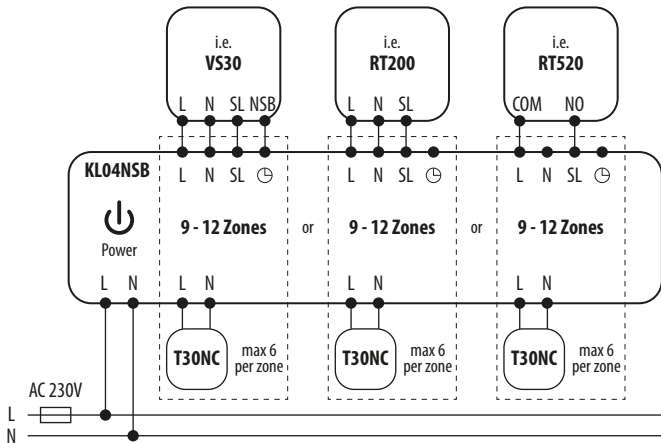 i.e.
VS30
L N SL NSB
i.e.
RT200
L N SL
i.e.
RT520
COM NO
KL04NSB
Power
L N
L N SL
9 - 12 Zones
L N
or
L N SL
9 - 12 Zones
L N
or
L N SL
9 - 12 Zones
L N
T30NC
max 6
per zone
T30NC
max 6
per zone
T30NC
max 6
per zone
AC 230V
L
N